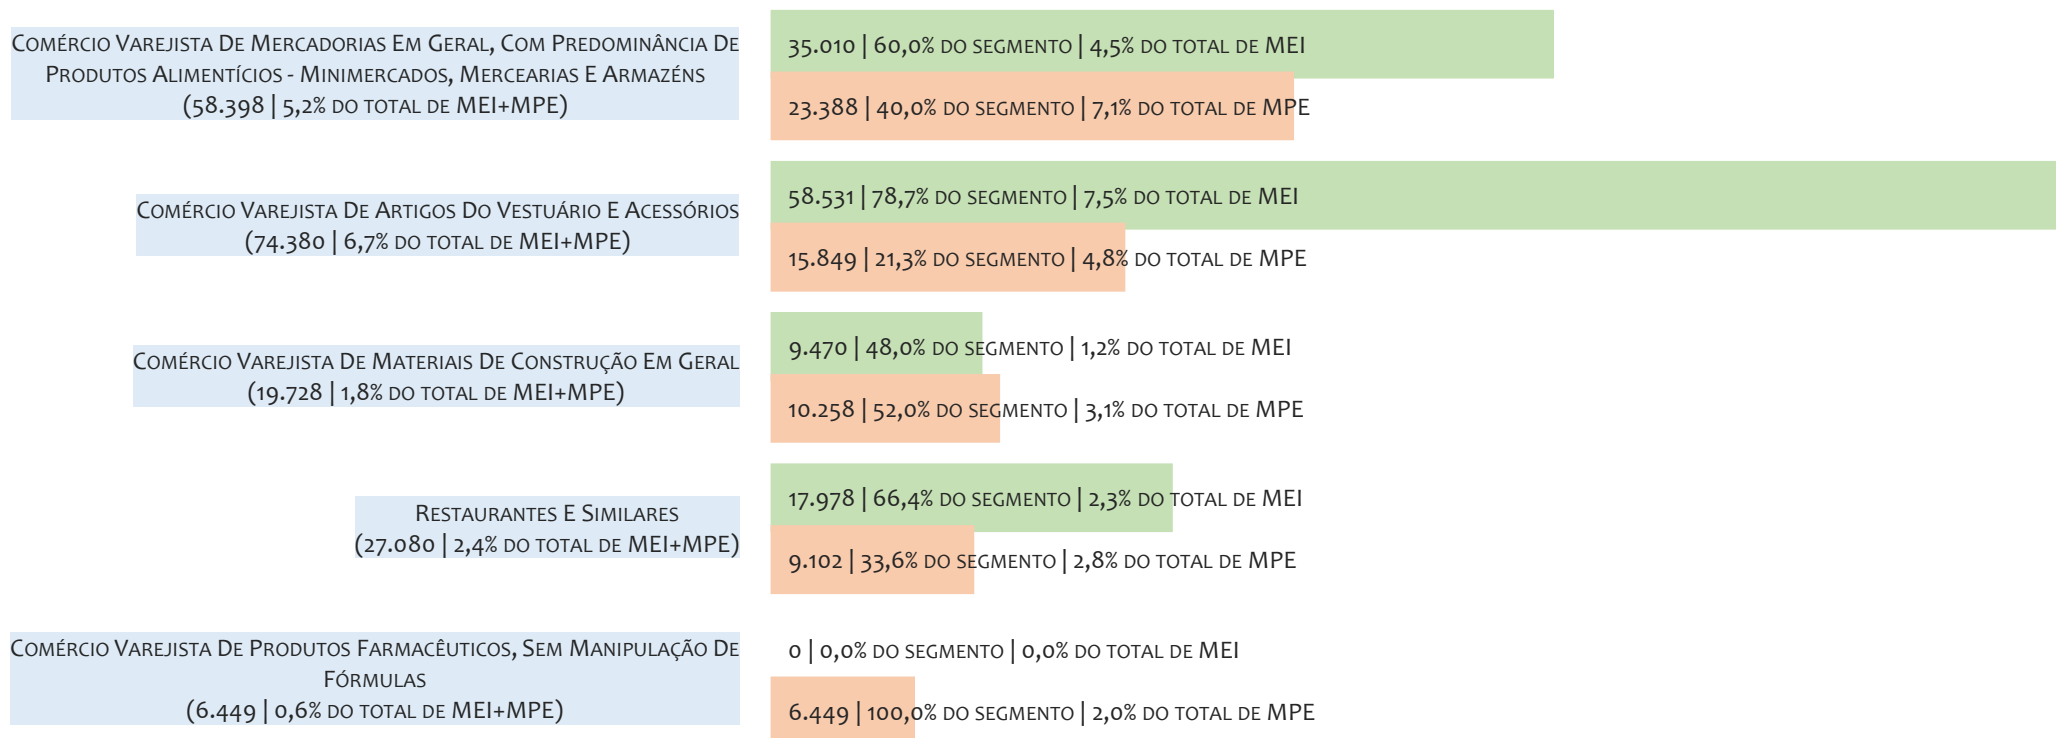 Comércio Varejista De Mercadorias Em Geral, Com Predominância De
Produtos Alimentícios - Minimercados, Mercearias E Armazéns
(58.398 | 5,2% do total de MEI+MPE)
35.010 | 60,0% do segmento | 4,5% do total de MEI
23.388 | 40,0% do segmento | 7,1% do total de MPE
Comércio Varejista De Artigos Do Vestuário E Acessórios
(74.380 | 6,7% do total de MEI+MPE)
58.531 | 78,7% do segmento | 7,5% do total de MEI
15.849 | 21,3% do segmento | 4,8% do total de MPE
Comércio Varejista De Materiais De Construção Em Geral
(19.728 | 1,8% do total de MEI+MPE)
9.470 | 48,0% do segmento | 1,2% do total de MEI
10.258 | 52,0% do segmento | 3,1% do total de MPE
Restaurantes E Similares
(27.080 | 2,4% do total de MEI+MPE)
17.978 | 66,4% do segmento | 2,3% do total de MEI
9.102 | 33,6% do segmento | 2,8% do total de MPE
Comércio Varejista De Produtos Farmacêuticos, Sem Manipulação De
Fórmulas
(6.449 | 0,6% do total de MEI+MPE)
0 | 0,0% do segmento | 0,0% do total de MEI
6.449 | 100,0% do segmento | 2,0% do total de MPE